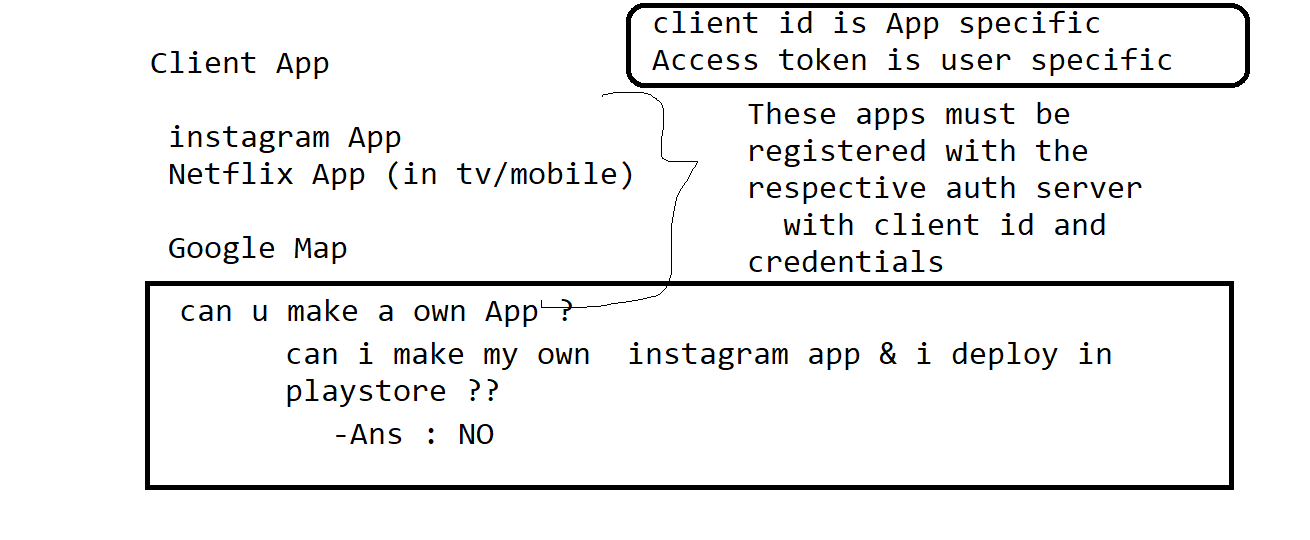 client id is App specific
Access token is user specific
Client App
instagram App
Netflix App (in tv/mobile)
Google Map
These apps must be
registered with the
respective auth server
with client id and
credentials
can u make a own App ?
can i make my own instagram app & i deploy in
playstore ??
-Ans : NO